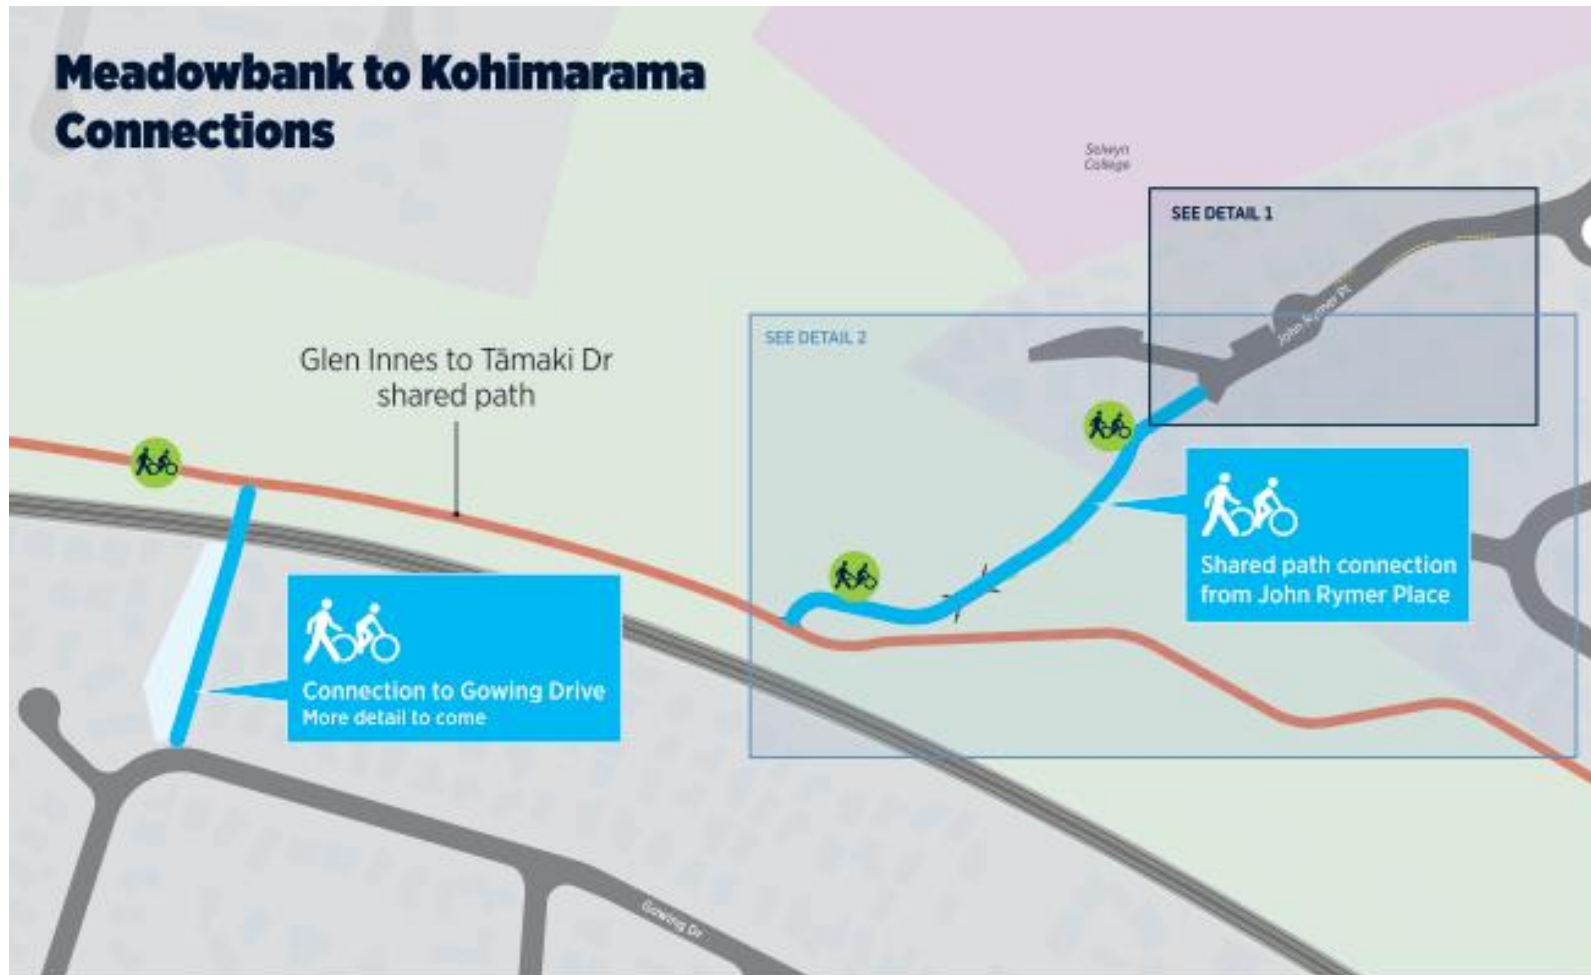 Meadowbank to Kohimarama
Connections
Selwyn
College
SEE DETAIL 1
John Rymer Pl
SEE DETAIL 2
Glen Innes to Tāmaki Dr
shared path
Shared path connection
from John Rymer Place
Connection to Gowing Drive
More detail to come
Gowing Dr